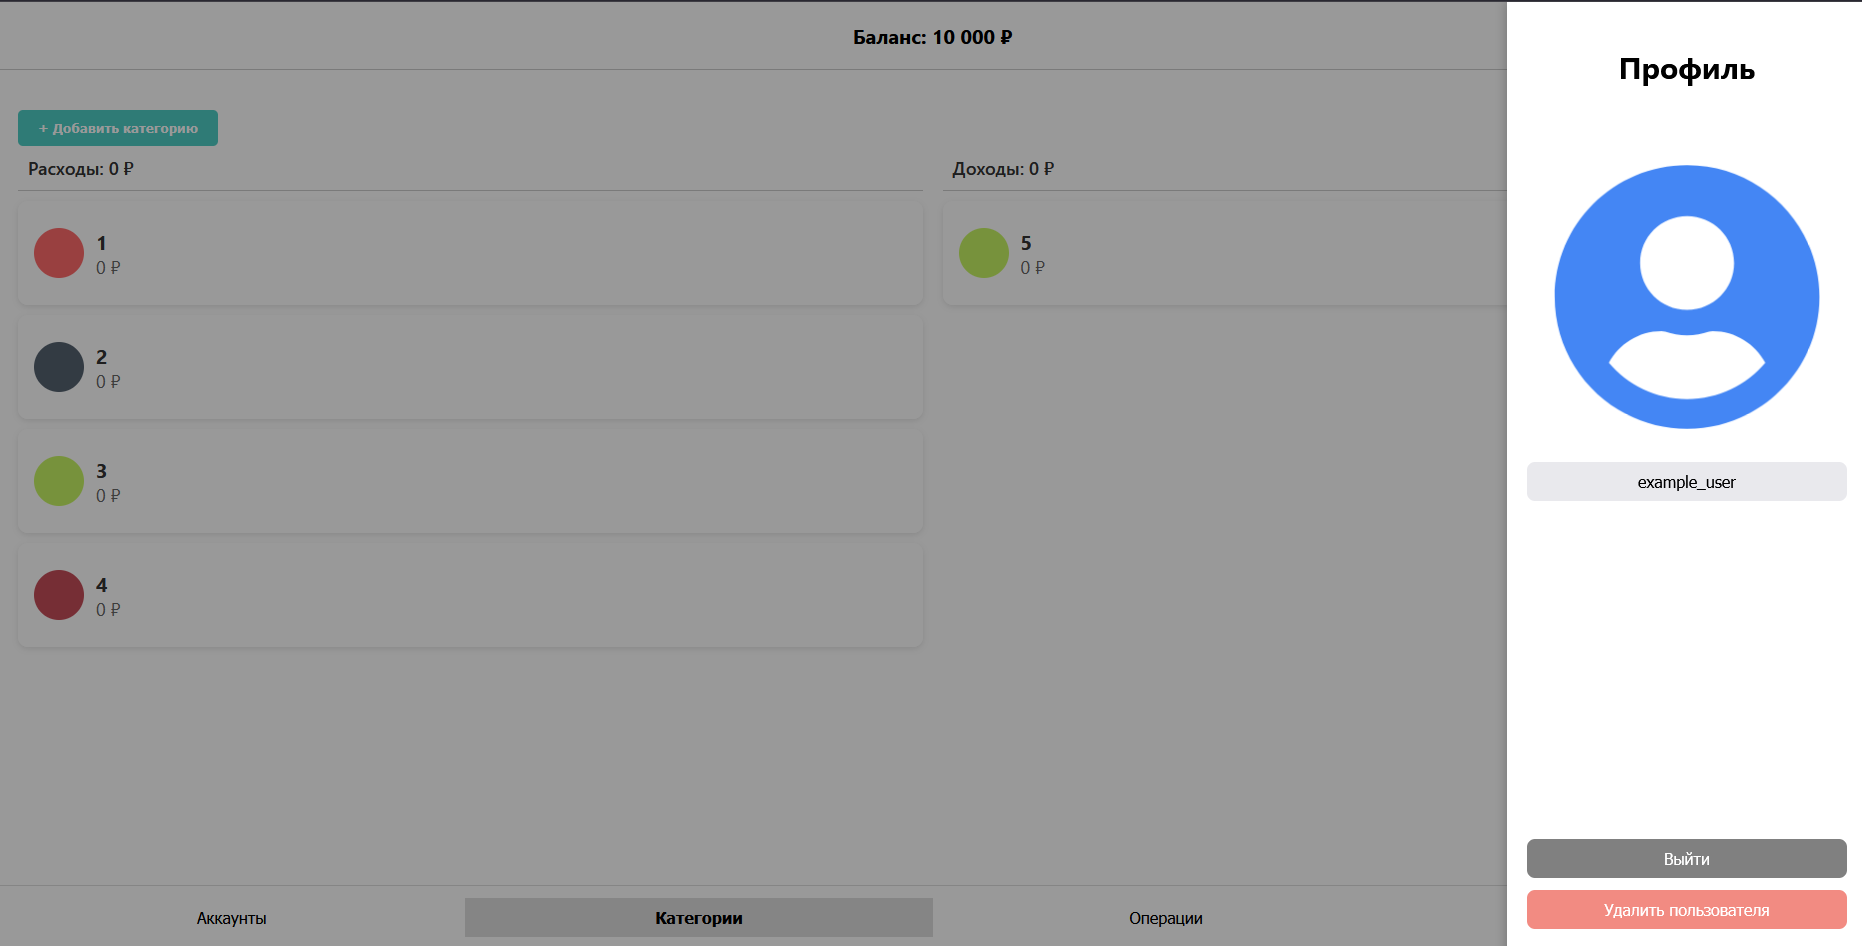 Баланс: 10 000 ₽
+ Добавить категорию
Расходы: 0 ₽
1
0 ₽
2
0 ₽
3
0 ₽
4
0 ₽
Доходы: 0 ₽
5
0 ₽
Аккаунты
Категории
Операции
Профиль
example_user
Выйти
Удалить пользователя